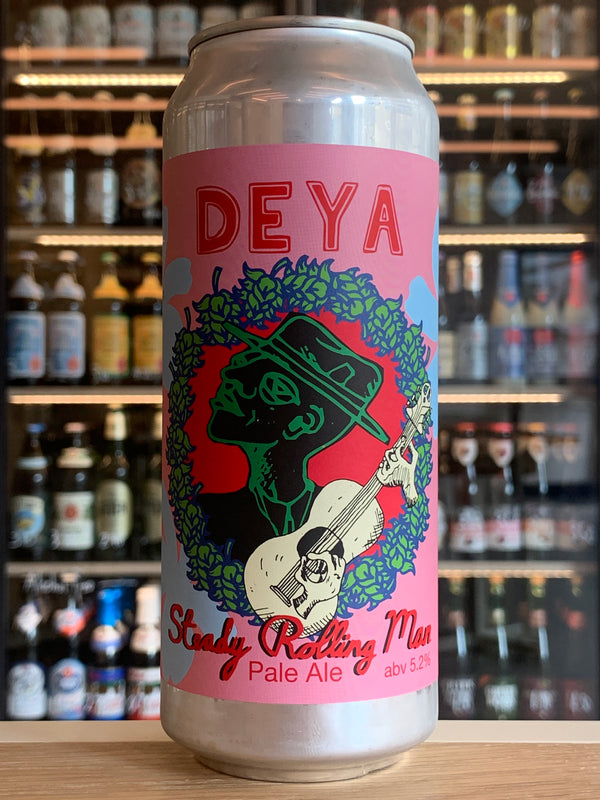 DEYA
Steady Rolling Man
Pale Ale
abv 5.2%